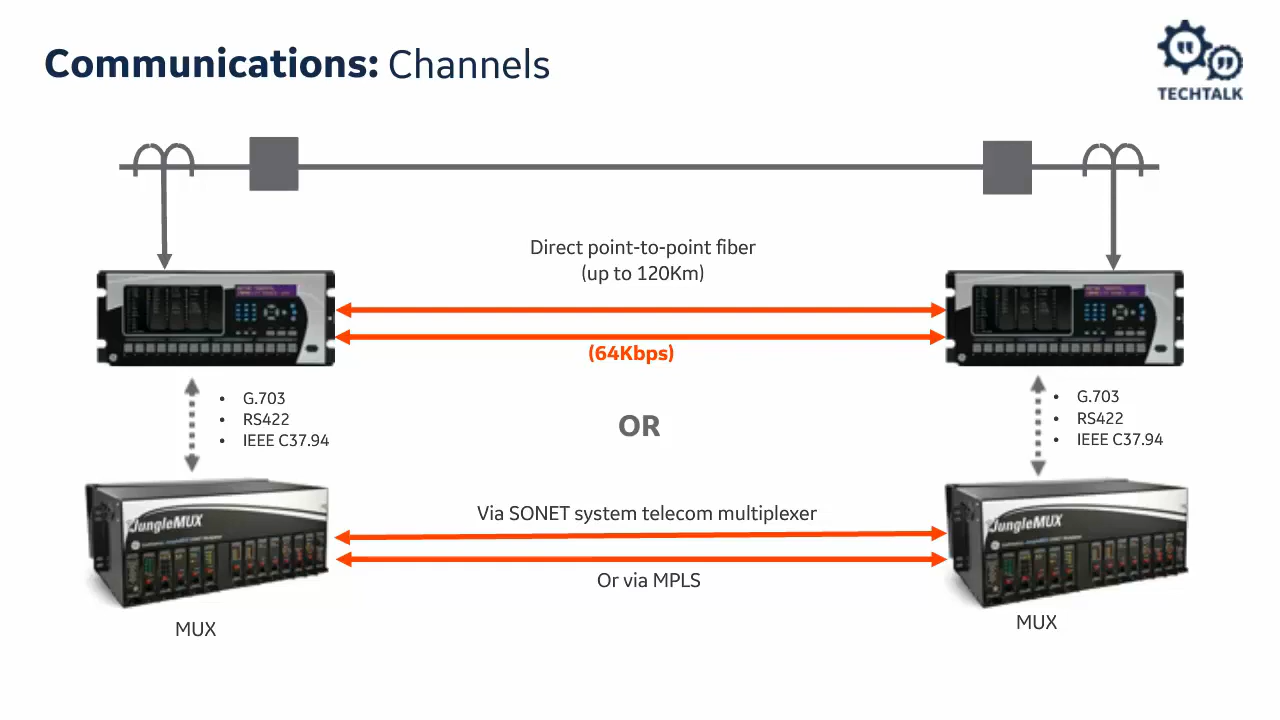 Communications: Channels
TECHTALK
Direct point-to-point fiber
(up to 120Km)
(64Kbps)
• G.703
• RS422
• IEEE C37.94
• G.703
• RS422
• IEEE C37.94
OR
JungleMUX
JungleMUX
Via SONET system telecom multiplexer
Or via MPLS
MUX
MUX